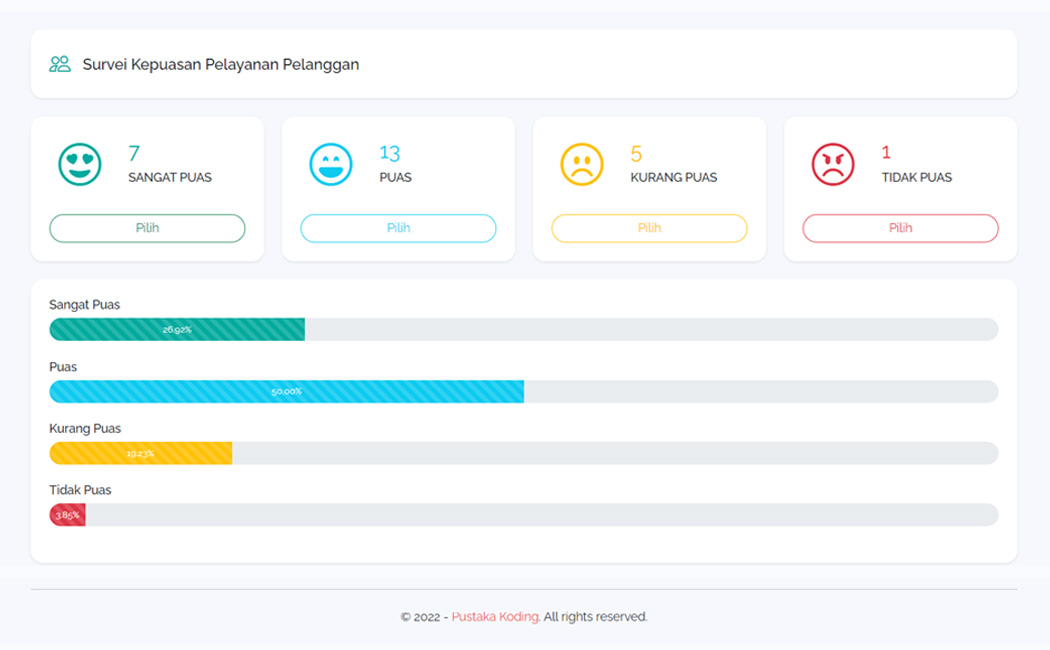 Survei Kepuasan Pelayanan Pelanggan
7
SANGAT PUAS
Pilih
13
PUAS
Pilih
5
KURANG PUAS
Pilih
1
TIDAK PUAS
Pilih
Sangat Puas
26.92%
Puas
50.00%
Kurang Puas
19.23%
Tidak Puas
3.85%
© 2022 - Pustaka Koding. All rights reserved.